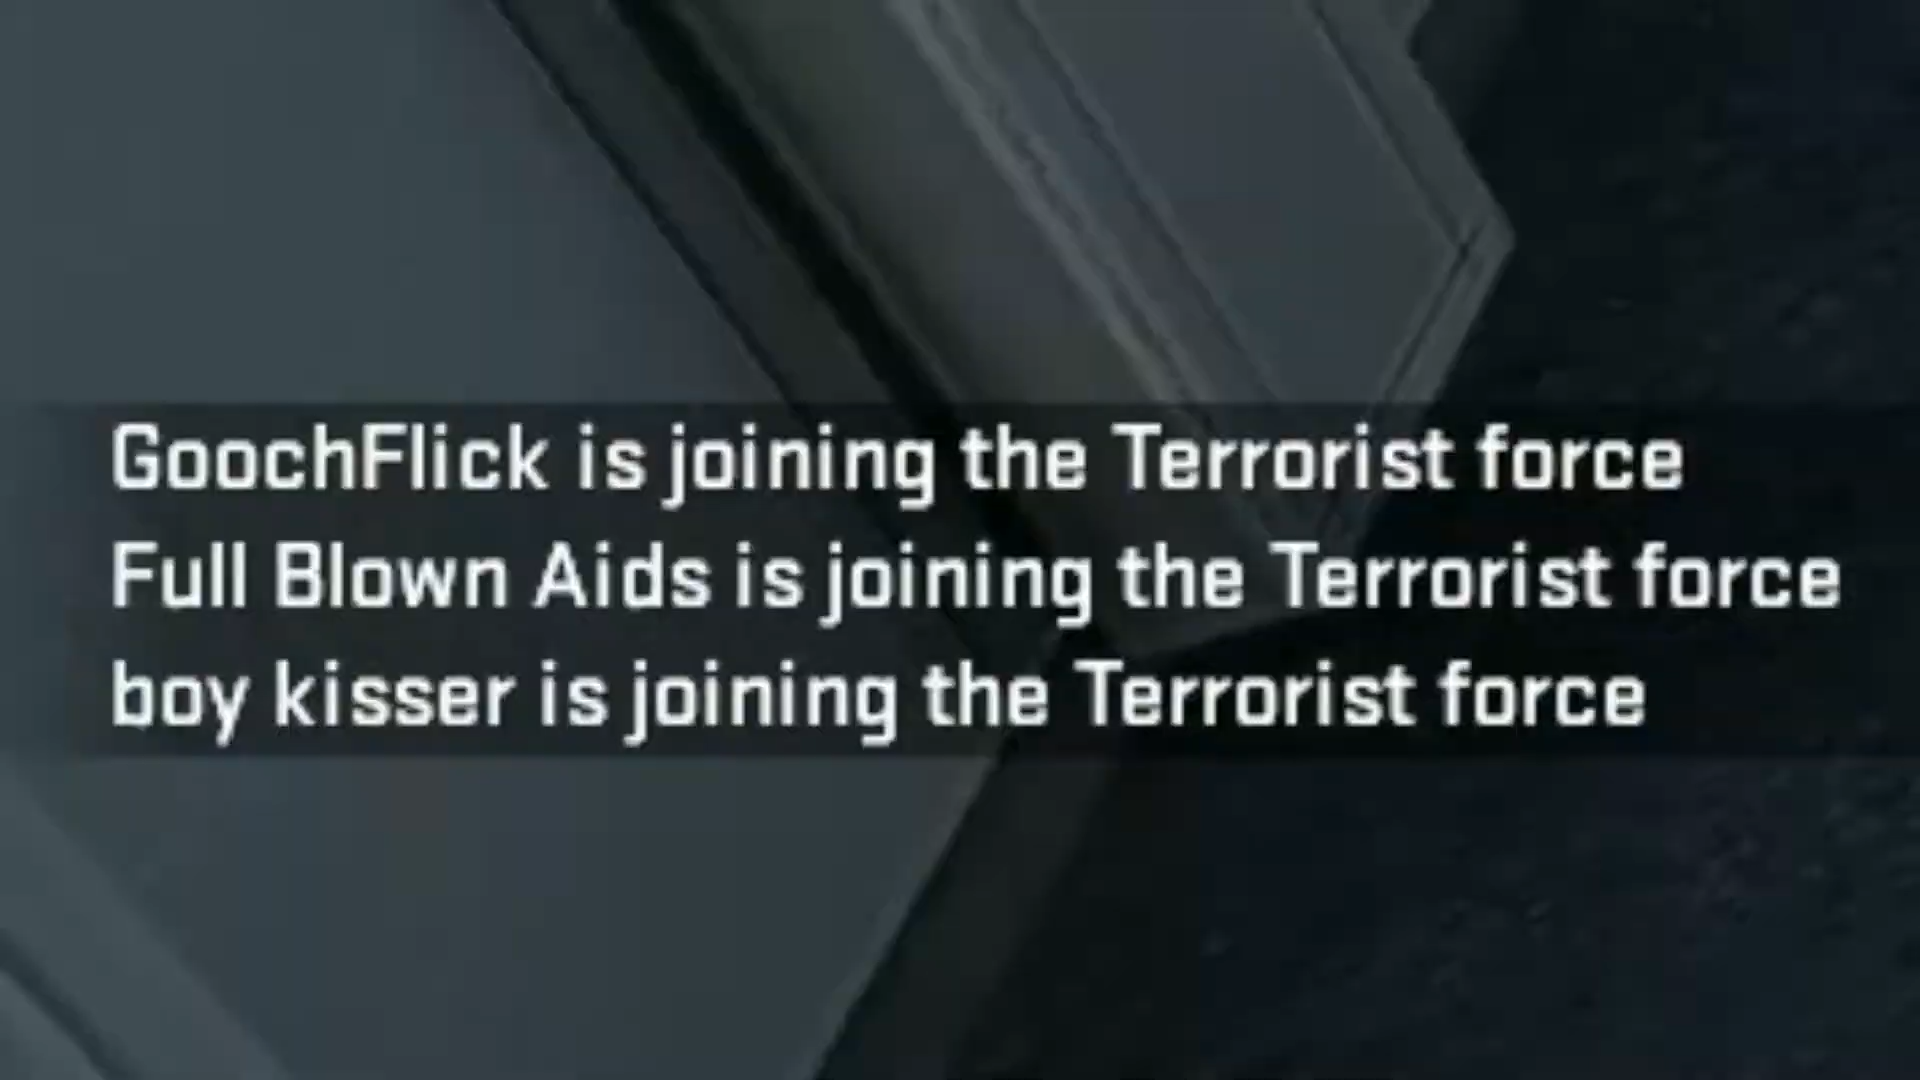 GoochFlick is joining the Terrorist force
Full Blown Aids is joining the Terrorist force
boy kisser is joining the Terrorist force